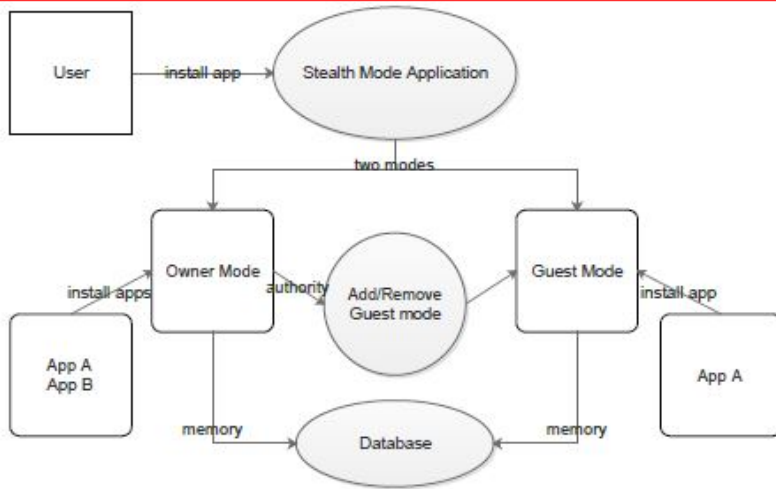 User
install app
Stealth Mode Application
two modes
Owner Mode
authority
Add/Remove
Guest mode
Guest Mode
install apps
install app
App A
App B
App A
memory
Database
memory